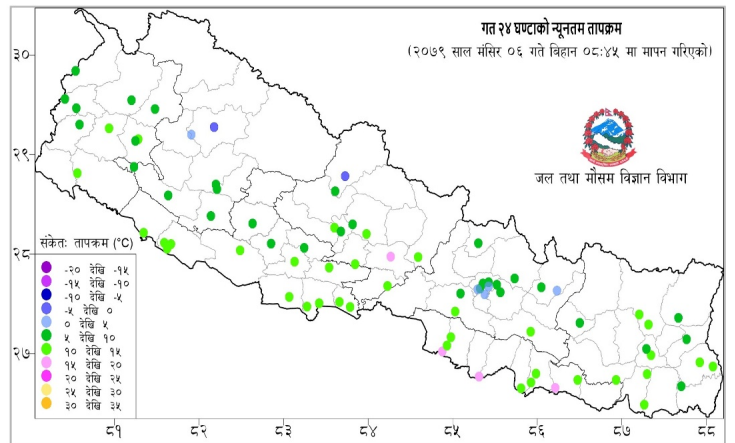 गत २४ घण्टाको न्यूनतम तापक्रम
(२०७९ साल मंसिर ०६ गते बिहान ०८:४५ मा मापन गरिएको)
जल तथा मौसम विज्ञान विभाग
३०
२९
२८
२७
संकेतः तापक्रम (°C)
-२० देखि -१५
-१५ देखि -१०
-१० देखि -५
-५ देखि ०
० देखि ५
५ देखि १०
१० देखि १५
१५ देखि २०
२० देखि २५
२५ देखि ३०
३० देखि ३५
८१ ८२ ८३ ८४ ८५ ८६ ८७ ८८